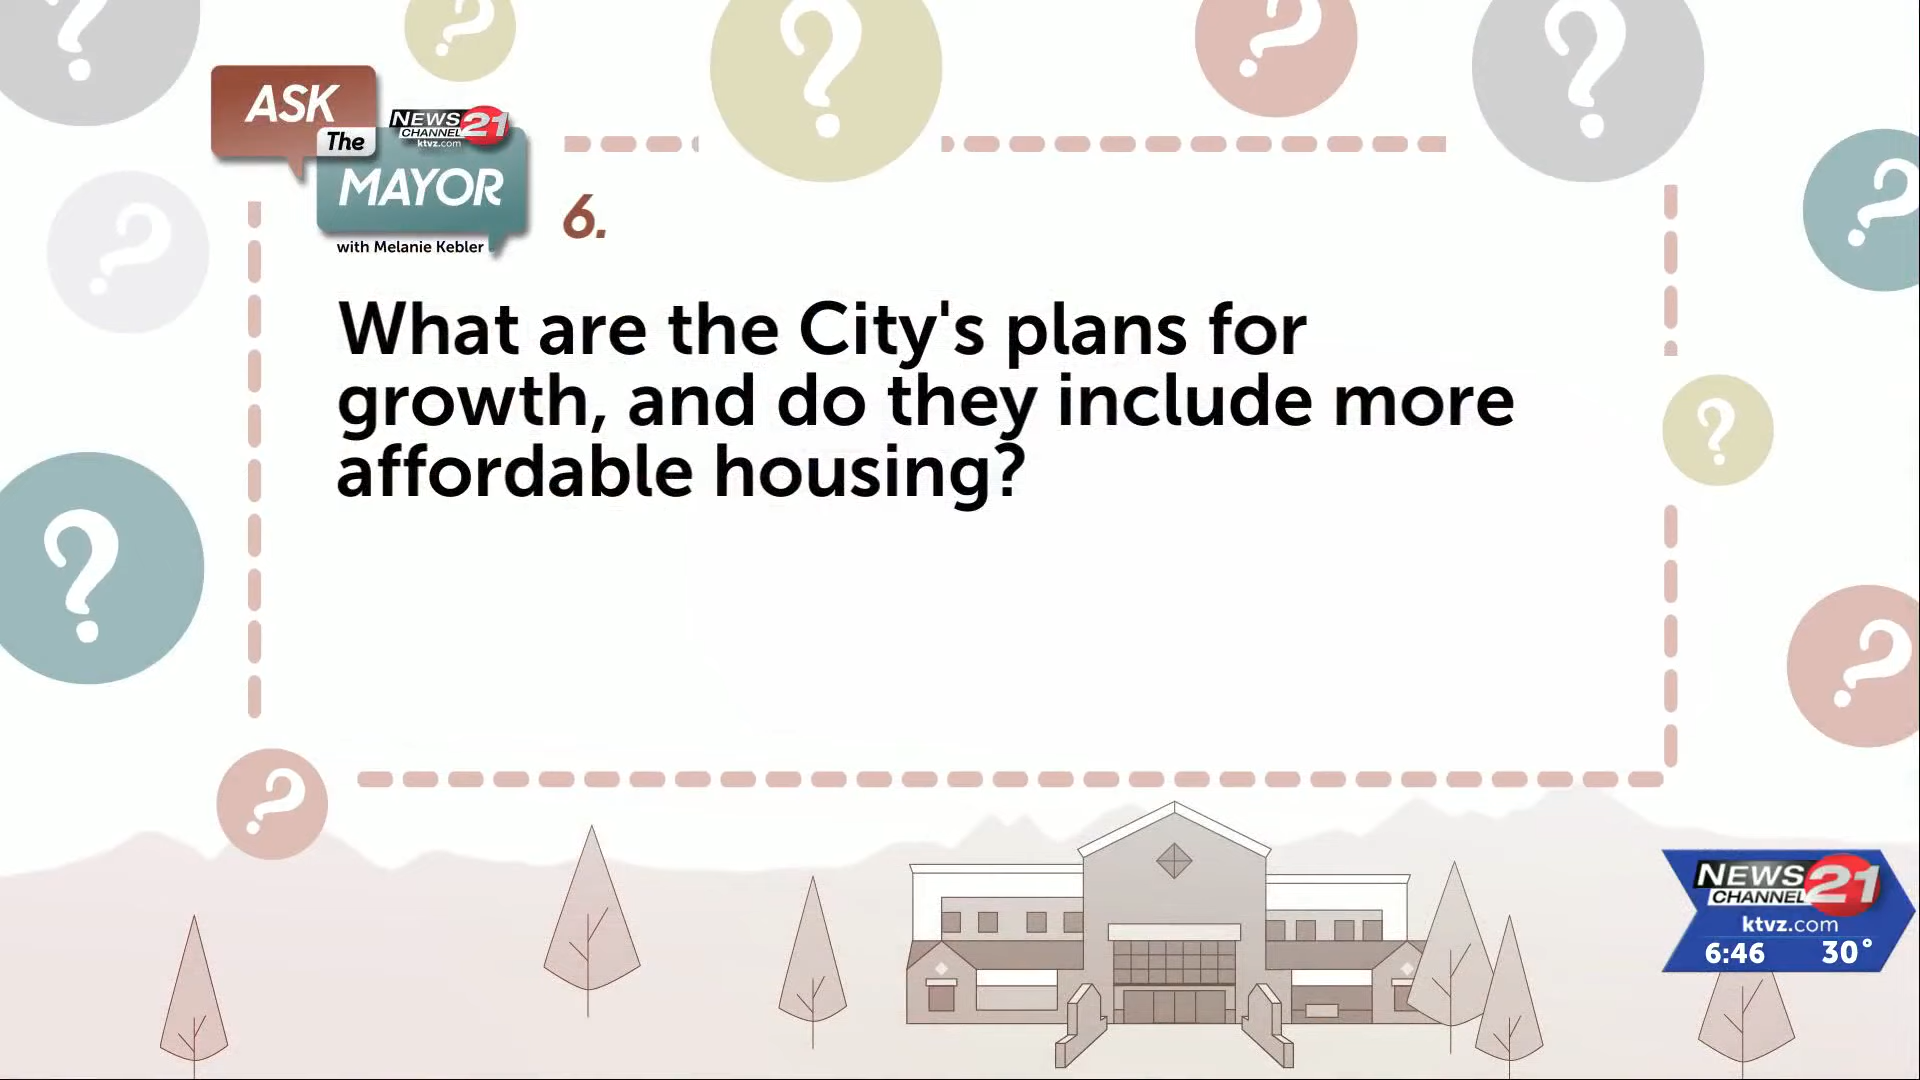 ASK
The
MAYOR
NEWS
CHANNEL 21
ktvz.com
with Melanie Kebler
6.
What are the City's plans for
growth, and do they include more
affordable housing?
NEWS
CHANNEL 21
ktvz.com
6:46 30°